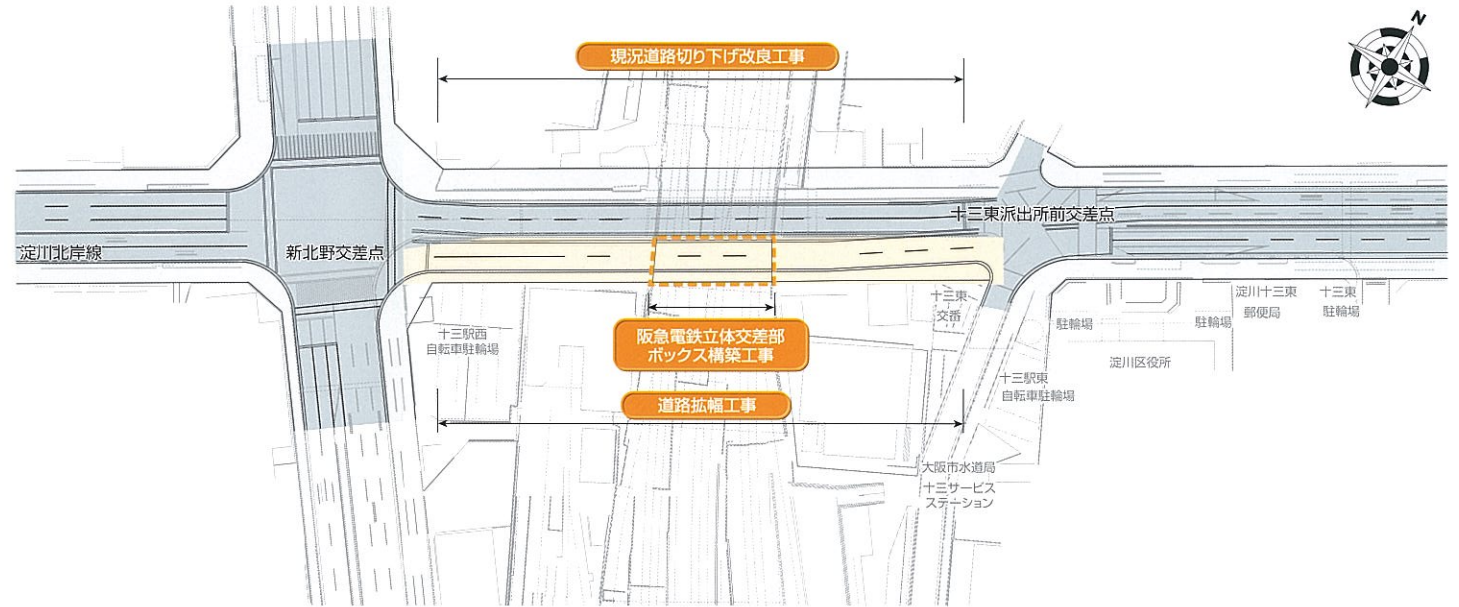 N
現況道路切り下げ改良工事
十三東派出所前交差点
淀川北岸線
新北野交差点
十三東
交番
淀川十三東
郵便局
十三東
駐輪場
駐輪場
駐輪場
十三駅西
自転車駐輪場
阪急電鉄立体交差部
ボックス構築工事
淀川区役所
十三駅東
自転車駐輪場
道路拡幅工事
大阪市水道局
十三サービス
ステーション